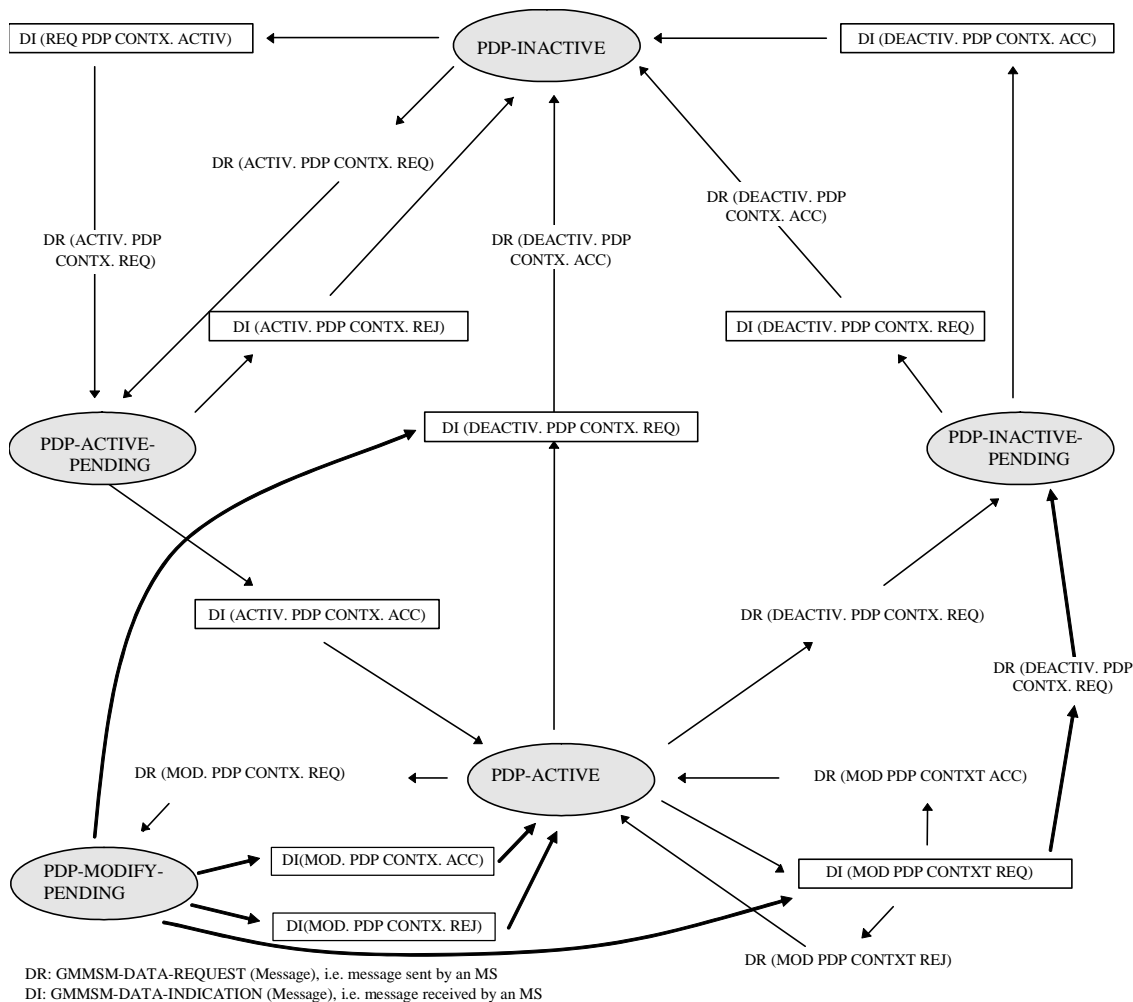 DI (REQ PDP CONTX. ACTIV)
PDP-INACTIVE
DI (DEACTIV. PDP CONTX. ACC)
DR (ACTIV. PDP CONTX. REQ)
DR (DEACTIV. PDP
CONTX. ACC)
DR (ACTIV. PDP
CONTX. REQ)
DR (DEACTIV. PDP
CONTX. ACC)
DI (ACTIV. PDP CONTX. REJ)
DI (DEACTIV. PDP CONTX. REQ)
PDP-ACTIVE-
PENDING
DI (DEACTIV. PDP CONTX. REQ)
PDP-INACTIVE-
PENDING
DI (ACTIV. PDP CONTX. ACC)
DR (DEACTIV. PDP CONTX. REQ)
DR (DEACTIV. PDP
CONTX. REQ)
DR (MOD. PDP CONTX. REQ)
PDP-ACTIVE
DR (MOD PDP CONTXT ACC)
PDP-MODIFY-
PENDING
DI(MOD. PDP CONTX. ACC)
DI (MOD PDP CONTXT REQ)
DI(MOD. PDP CONTX. REJ)
DR (MOD PDP CONTXT REJ)
DR: GMMSM-DATA-REQUEST (Message), i.e. message sent by an MS
DI: GMMSM-DATA-INDICATION (Message), i.e. message received by an MS